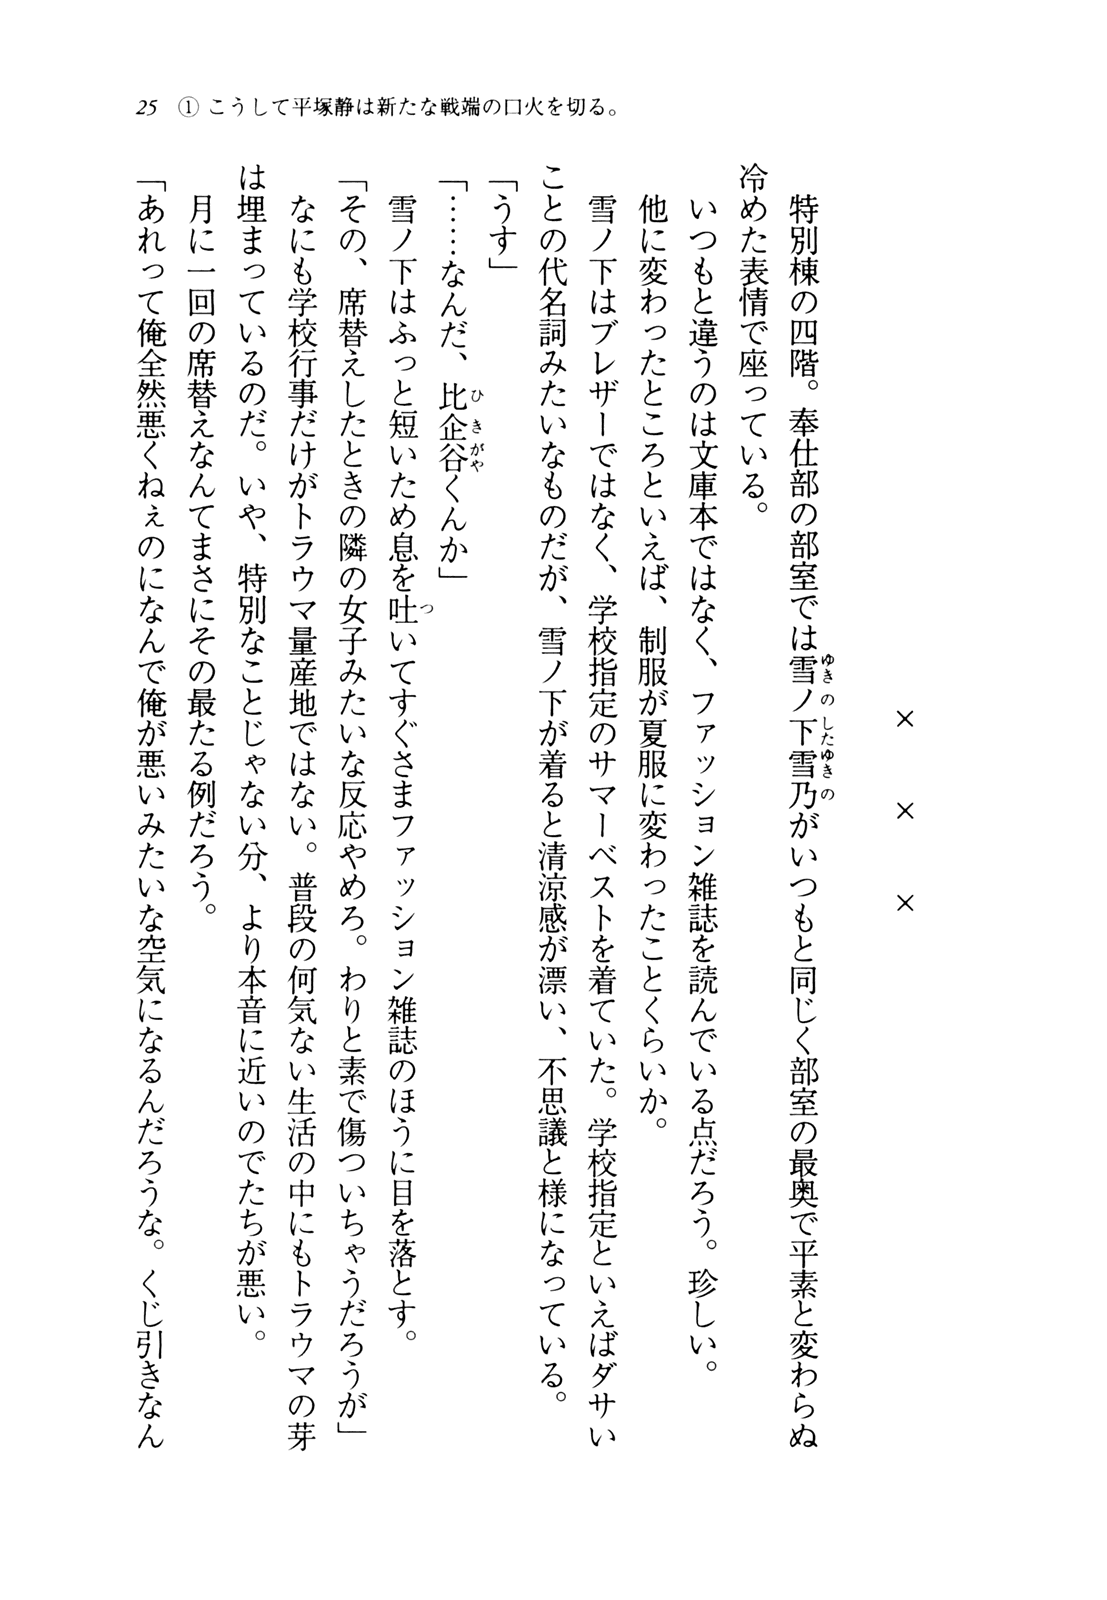 25 ① こうして平塚静は新たな戦端の口火を切る。
× × ×
　特別棟の四階。奉仕部の部室では雪ノ下雪乃がいつもと同じく部室の最奥で平素と変わらぬ
ゆきのしたゆきの
冷めた表情で座っている。
　いつもと違うのは文庫本ではなく、ファッション雑誌を読んでいる点だろう。珍しい。
　他に変わったところといえば、制服が夏服に変わったことくらいか。
　雪ノ下はブレザーではなく、学校指定のサマーベストを着ていた。学校指定といえばダサい
ことの代名詞みたいなものだが、雪ノ下が着ると清涼感が漂い、不思議と様になっている。
「うす」
「……なんだ、比企谷くんか」
ひきがや
　雪ノ下はふっと短いため息を吐いてすぐさまファッション雑誌のほうに目を落とす。
つ
「その、席替えしたときの隣の女子みたいな反応やめろ。わりと素で傷ついちゃうだろうが」
　なにも学校行事だけがトラウマ量産地ではない。普段の何気ない生活の中にもトラウマの芽
は埋まっているのだ。いや、特別なことじゃない分、より本音に近いのでたちが悪い。
　月に一回の席替えなんてまさにその最たる例だろう。
「あれって俺全然悪くねぇのになんで俺が悪いみたいな空気になるんだろうな。くじ引きなん